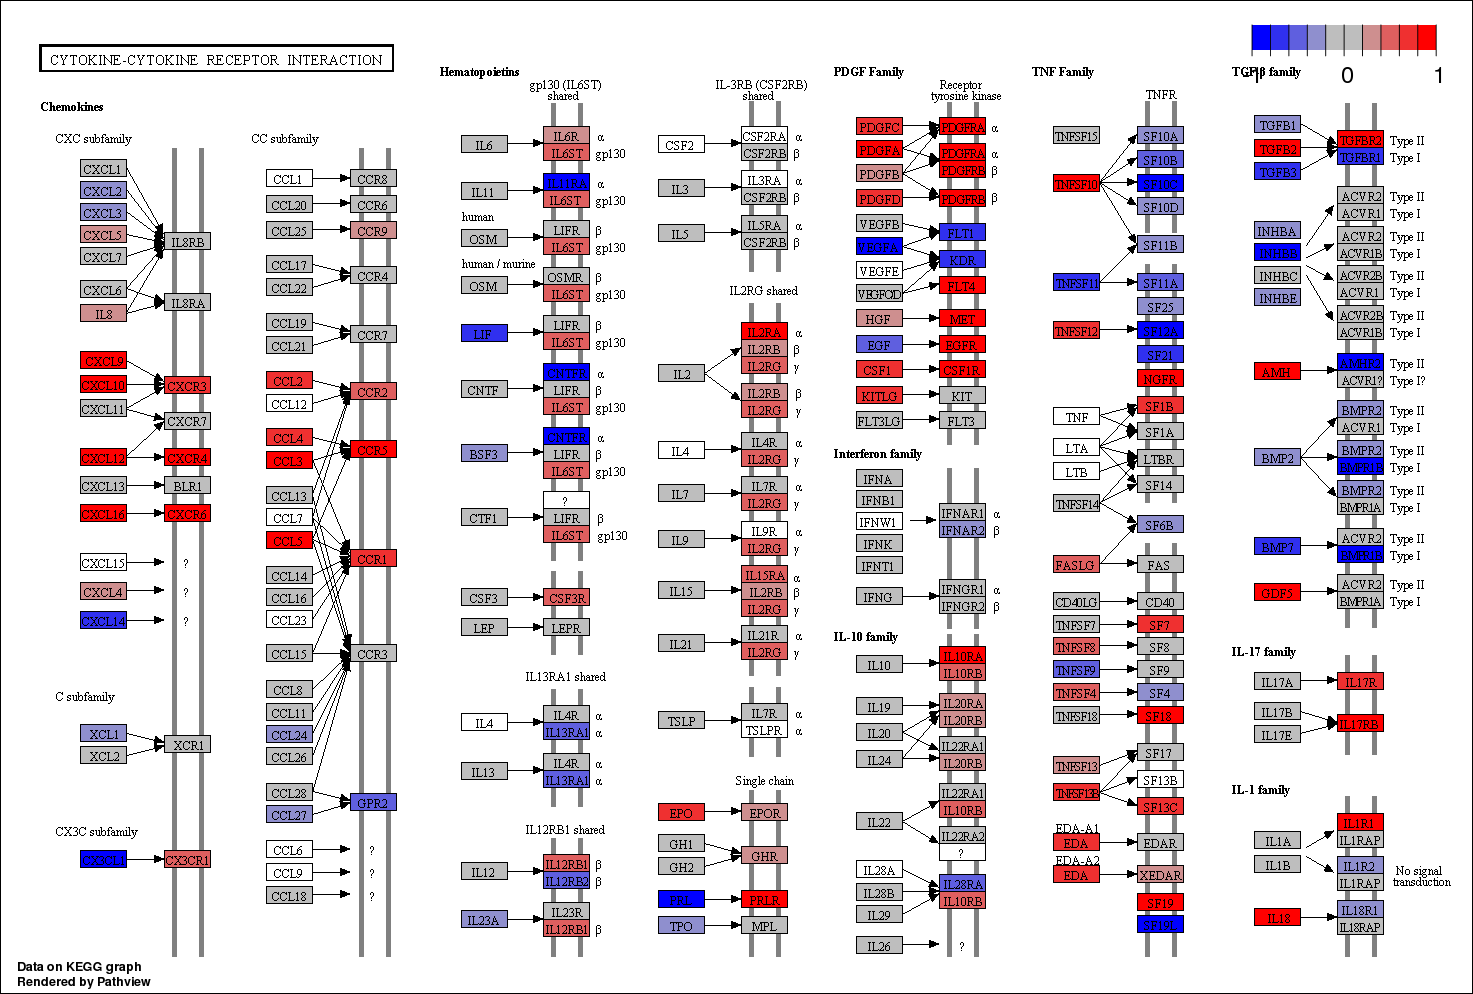 CYTOKINE-CYTOKINE RECEPTOR INTERACTION
-1 0 1
Chemokines
CXC subfamily
CXCL1
CXCL2
CXCL3
CXCL5
CXCL7
IL8RB
CXCL6
IL8
IL8RA
CXCL9
CXCL10
CXCR3
CXCL11
CXCR7
CXCL12
CXCR4
CXCL13
BLR1
CXCL16
CXCR6
CXCL15 ?
CXCL4 ?
CXCL14 ?
C subfamily
XCL1
XCL2
XCR1
CX3C subfamily
CX3CL1
CX3CR1
CC subfamily
CCL1
CCR8
CCL20
CCR6
CCL25
CCR9
CCL17
CCL22
CCR4
CCL19
CCL21
CCR7
CCL2
CCL12
CCR2
CCL4
CCL3
CCR5
CCL13
CCL7
CCL5
CCR1
CCL14
CCL16
CCL23
CCL15
CCR3
CCL8
CCL11
CCL24
CCL26
CCL28
CCL27
GPR2
CCL6 ?
CCL9 ?
CCL18 ?
Hematopoietins
gp130 (IL6ST)
shared
IL6
IL6R α
IL6ST gp130
IL11
IL11RA α
IL6ST gp130
human
OSM
LIFR β
IL6ST gp130
human / murine
OSM
OSMR β
IL6ST gp130
LIF
LIFR β
IL6ST gp130
CNTF
CNTFR α
LIFR β
IL6ST gp130
BSF3
CNTFR α
LIFR β
IL6ST gp130
CTF1
?
LIFR β
IL6ST gp130
CSF3
CSF3R
LEP
LEPR
IL13RA1 shared
IL4
IL4R α
IL13RA1 α
IL13
IL4R α
IL13RA1 α
IL12RB1 shared
IL12
IL12RB1 β
IL12RB2 β
IL23A
IL23R
IL12RB1 β
IL-3RB (CSF2RB)
shared
CSF2
CSF2RA α
CSF2RB β
IL3
IL3RA α
CSF2RB β
IL5
IL5RA α
CSF2RB β
IL2RG shared
IL2
IL2RA α
IL2RB β
IL2RG γ
IL2RB β
IL2RG γ
IL4
IL4R α
IL2RG γ
IL7
IL7R α
IL2RG γ
IL9
IL9R α
IL2RG γ
IL15
IL15RA α
IL2RB β
IL2RG γ
IL21
IL21R α
IL2RG γ
TSLP
IL7R α
TSLPR α
Single chain
EPO
EPOR
GH1
GH2
GHR
PRL
PRLR
TPO
MPL
PDGF Family
Receptor
tyrosine kinase
PDGFC
PDGFRA α
PDGFA
PDGFRA α
PDGFB
PDGFRB β
PDGFD
PDGFRB β
VEGFB
FLT1
VEGFA
KDR
VEGFE
VEGFC/D
FLT4
HGF
MET
EGF
EGFR
CSF1
CSF1R
KITLG
KIT
FLT3LG
FLT3
Interferon family
IFNA
IFNB1
IFNW1
IFNK
IFNT1
IFNAR1 α
IFNAR2 β
IFNG
IFNGR1 α
IFNGR2 β
IL-10 family
IL10
IL10RA
IL10RB
IL19
IL20RA
IL20RB
IL20
IL24
IL22RA1
IL20RB
IL22
IL22RA1
IL10RB
IL22RA2
?
IL28A
IL28B
IL29
IL28RA
IL10RB
IL26 ?
TNF Family
TNFR
TNFSF15
SF10A
SF10B
TNFSF10
SF10C
SF10D
SF11B
TNFSF11
SF11A
SF25
TNFSF12
SF12A
SF21
NGFR
TNF
SF1B
SF1A
LTA
LTBR
LTB
SF14
TNFSF14
SF6B
FASLG
FAS
CD40LG
CD40
TNFSF7
SF7
TNFSF8
SF8
TNFSF9
SF9
TNFSF4
SF4
TNFSF18
SF18
TNFSF13
SF17
SF13B
TNFSF13B
SF13C
EDA-A1
EDA
EDAR
EDA-A2
EDA
XEDAR
SF19
TGFβ family
TGFB1
TGFB2
TGFB3
TGFBR2 Type II
TGFBR1 Type I
INHBA
INHBC
INHBE
ACVR2 Type II
ACVR1 Type I
ACVR2 Type II
ACVR1B Type I
ACVR2B Type II
ACVR1 Type I
ACVR2B Type II
ACVR1B Type I
AMH
AMHR2 Type II
ACVR1? Type I?
BMP2
BMPR2 Type II
ACVR1 Type I
BMPR2 Type II
BMPR1B Type I
BMPR2 Type II
BMPR1A Type I
BMP7
ACVR2 Type II
BMPR1B Type I
GDF5
ACVR2 Type II
BMPR1A Type I
IL-17 family
IL17A
IL17R
IL17B
IL17E
IL17RB
IL-1 family
IL1A
IL1B
IL1R1
IL1RAP
IL1R2
IL1RAP
No signal
transduction
IL18
IL18R1
IL18RAP
Data on KEGG graph
Rendered by Pathview